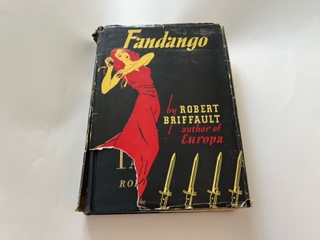 Fandango
by ROBERT
BRIFFAULT
author of
Europa